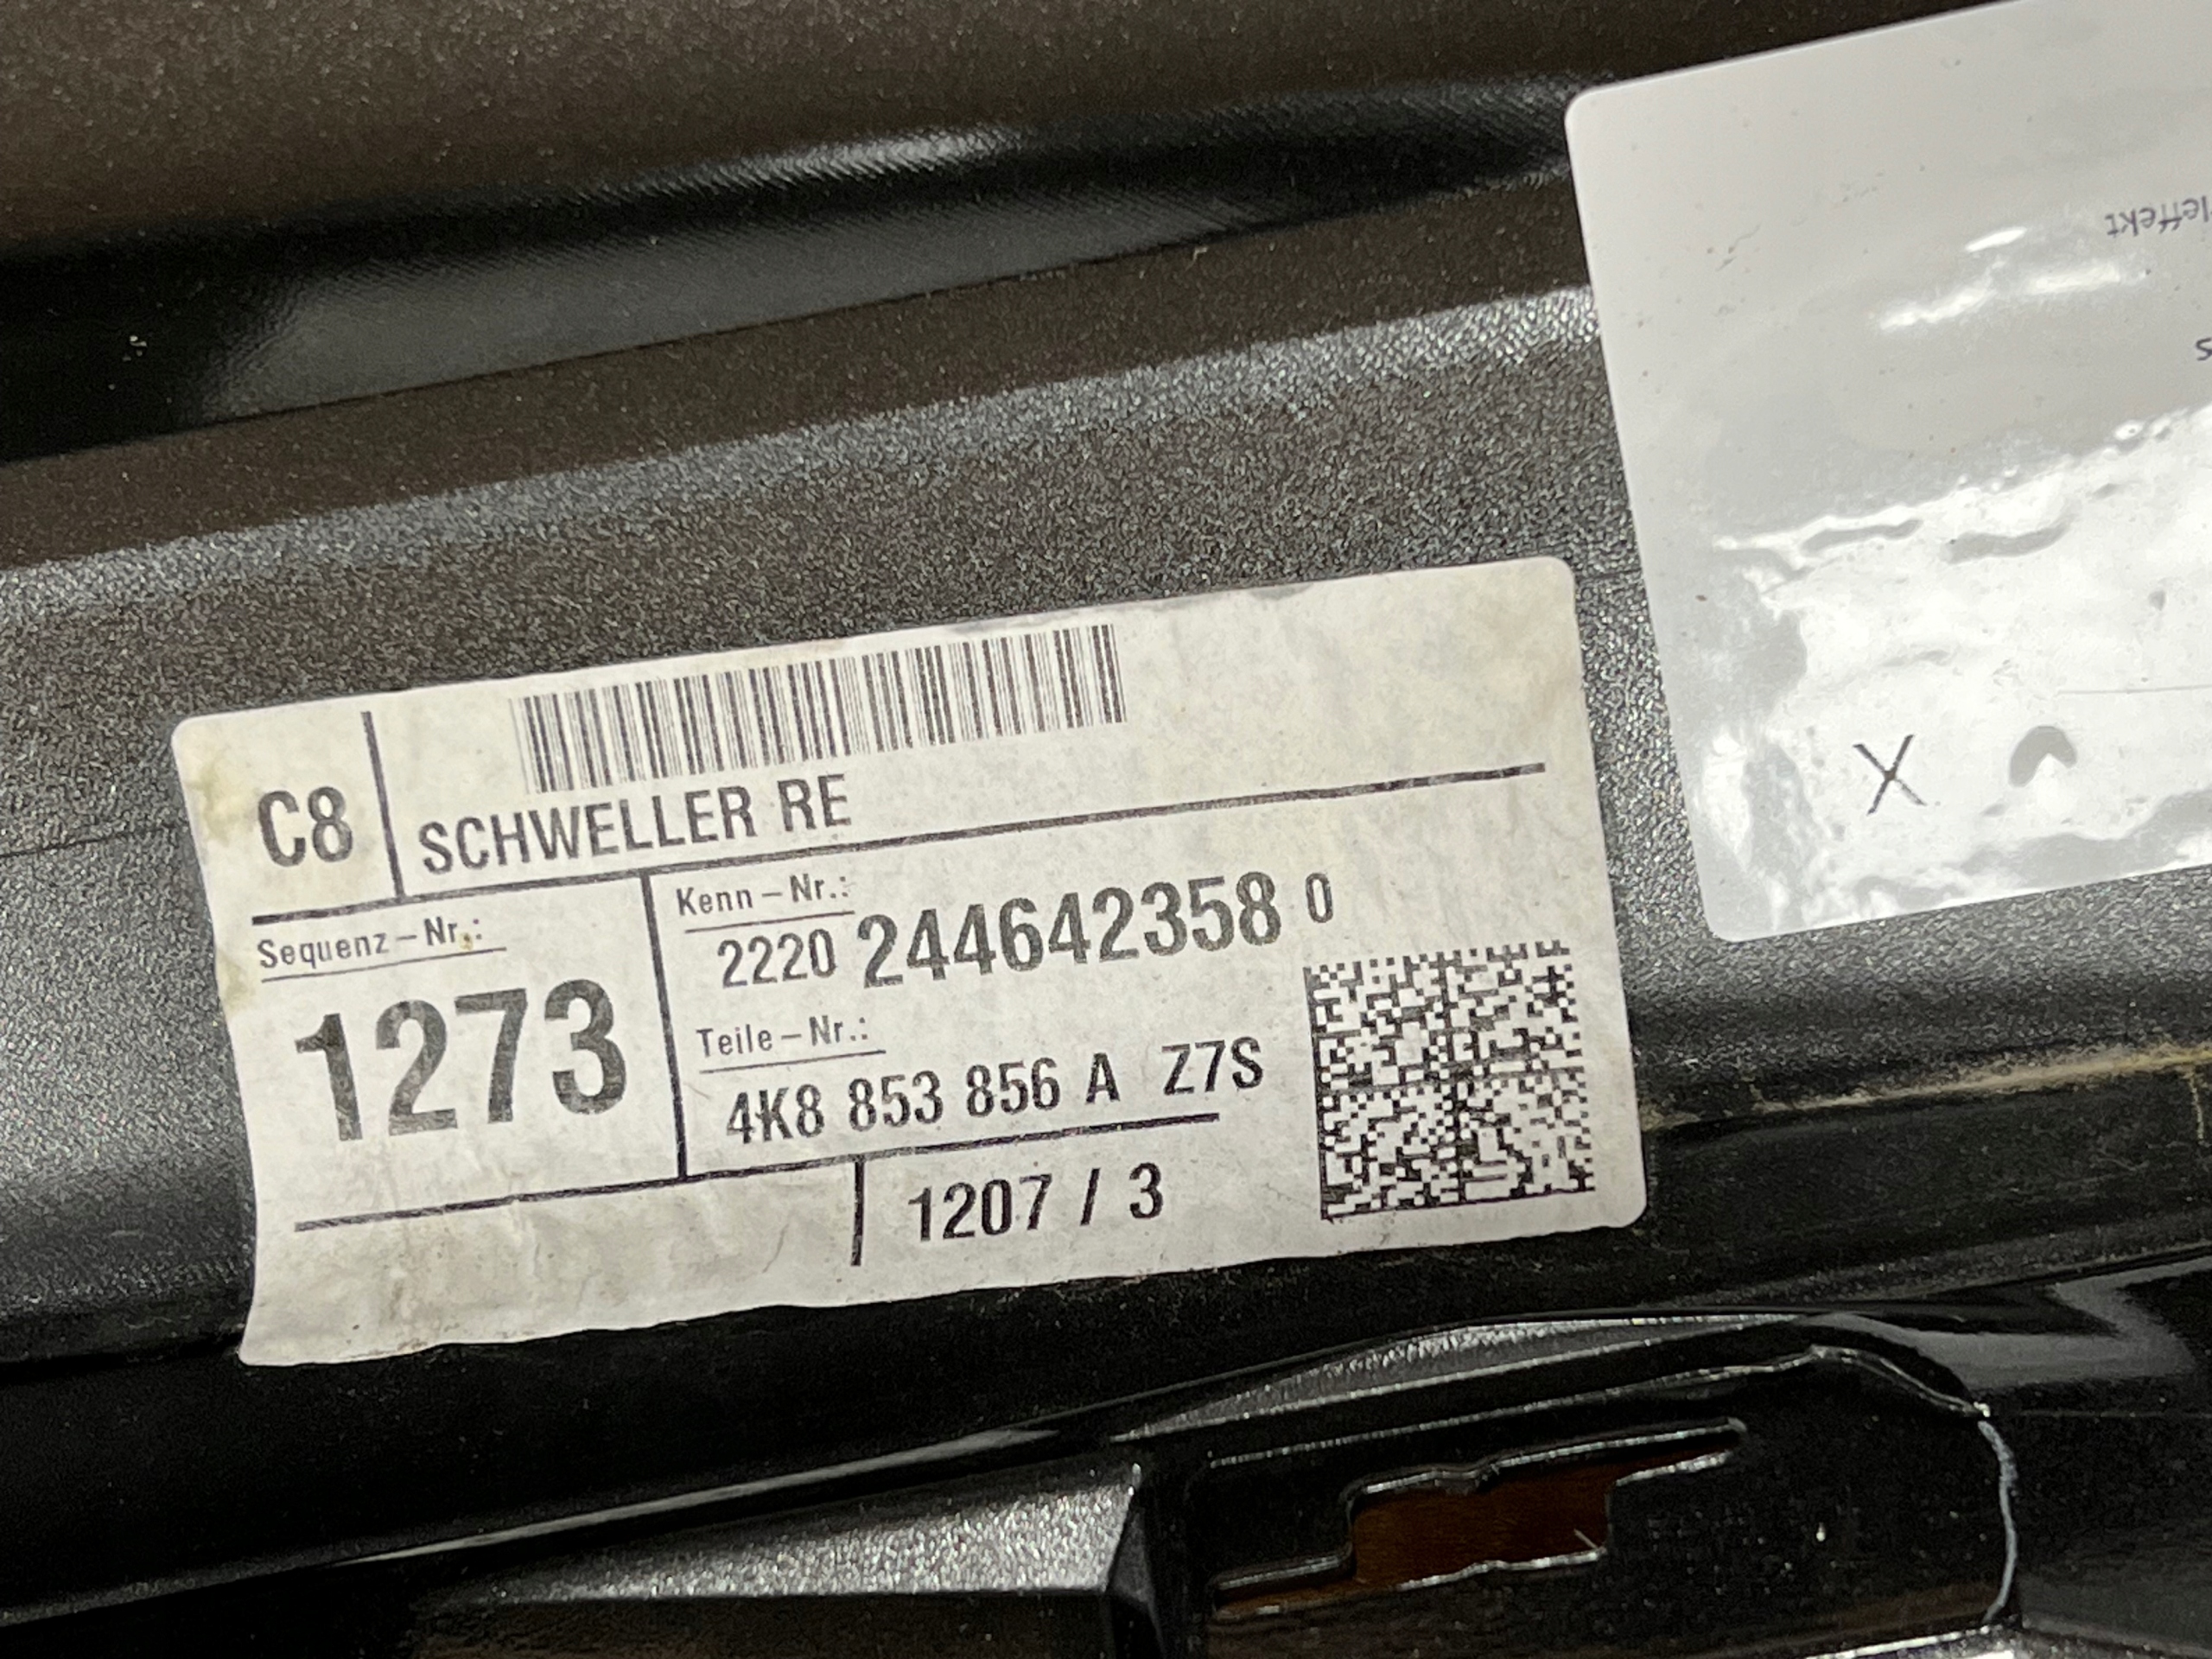 C8
SCHWELLER RE
Sequenz-Nr.:
1273
Kenn-Nr.:
2220 244642358 0
Teile-Nr.:
4K8 853 856 A Z7S
1207 / 3
X